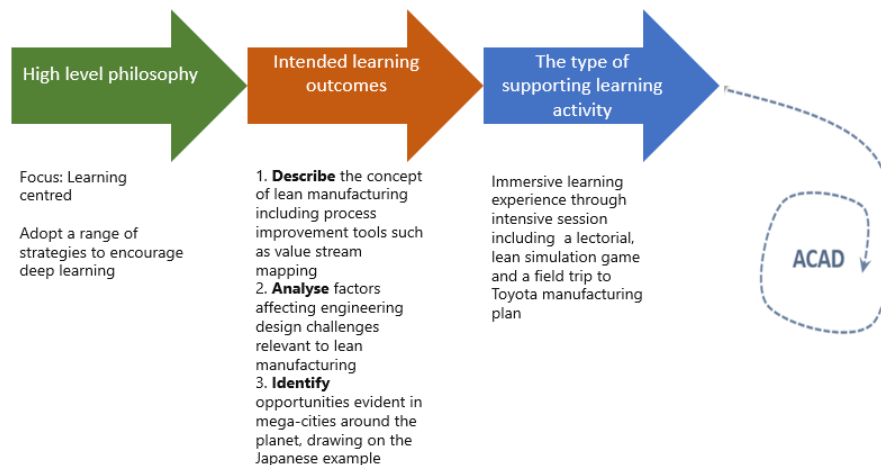 High level philosophy
Intended learning
outcomes
The type of
supporting learning
activity
Focus: Learning
centred
Adopt a range of
strategies to encourage
deep learning
1. Describe the concept
of lean manufacturing
including process
improvement tools such
as value stream
mapping
2. Analyse factors
affecting engineering
design challenges
relevant to lean
manufacturing
3. Identify
opportunities evident in
mega-cities around the
planet, drawing on the
Japanese example
Immersive learning
experience through
intensive session
including a lectorial,
lean simulation game
and a field trip to
Toyota manufacturing
plan
ACAD